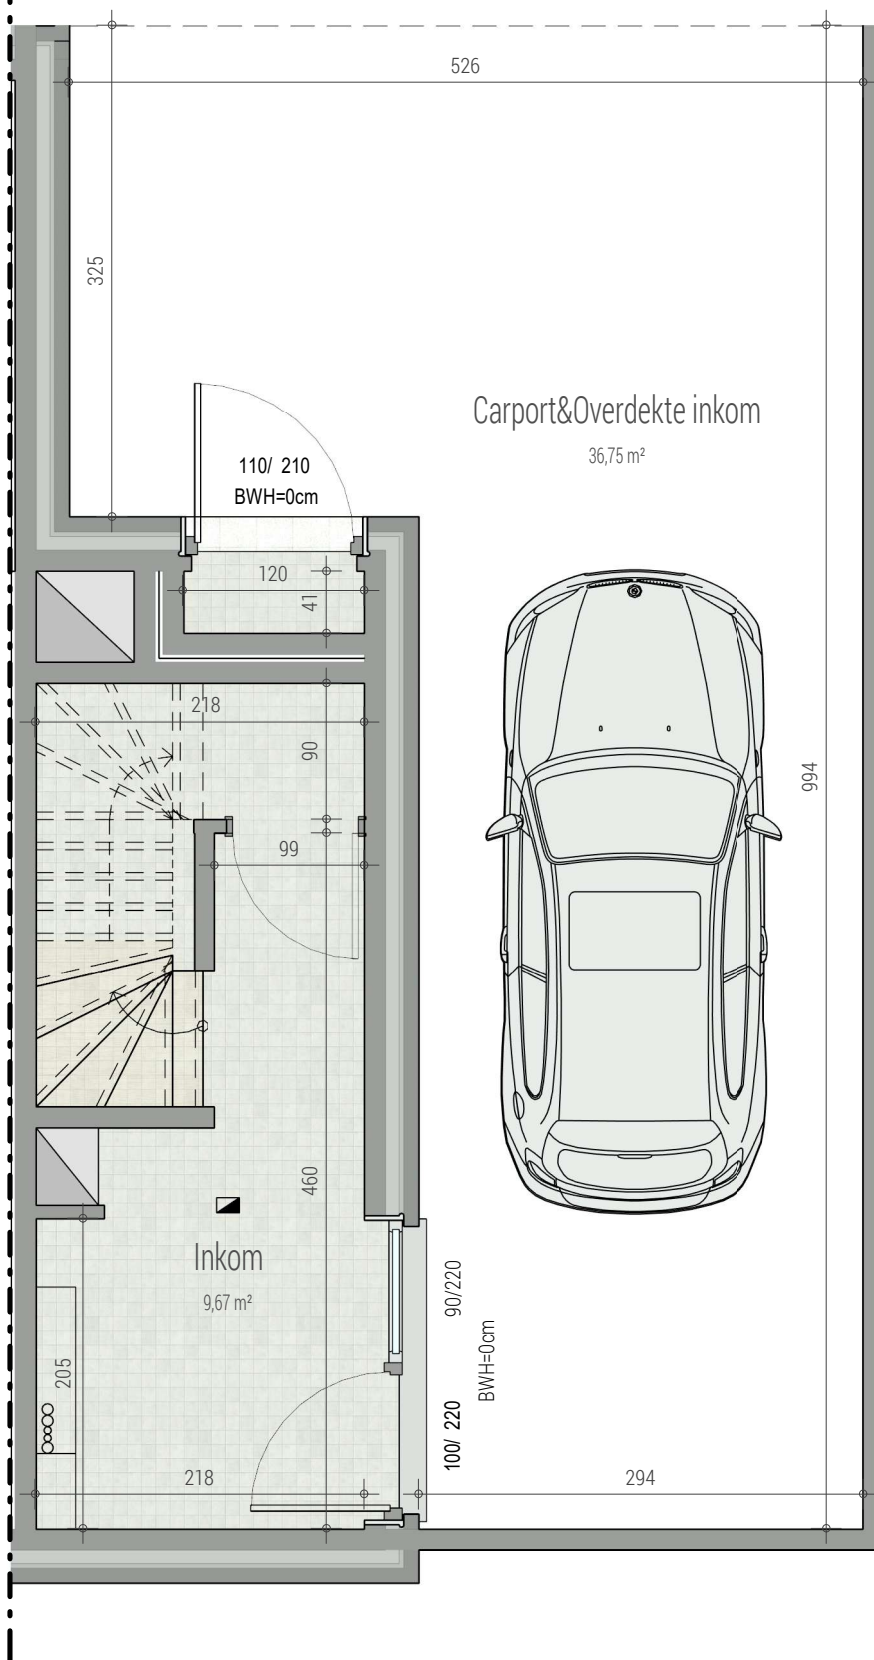 526
325
Carport&Overdekte inkom
36,75 m²
110/ 210
BWH=0cm
120
41
218
90
994
99
460
Inkom
9,67 m²
90/220
BWH=0cm
205
100/ 220
218
294